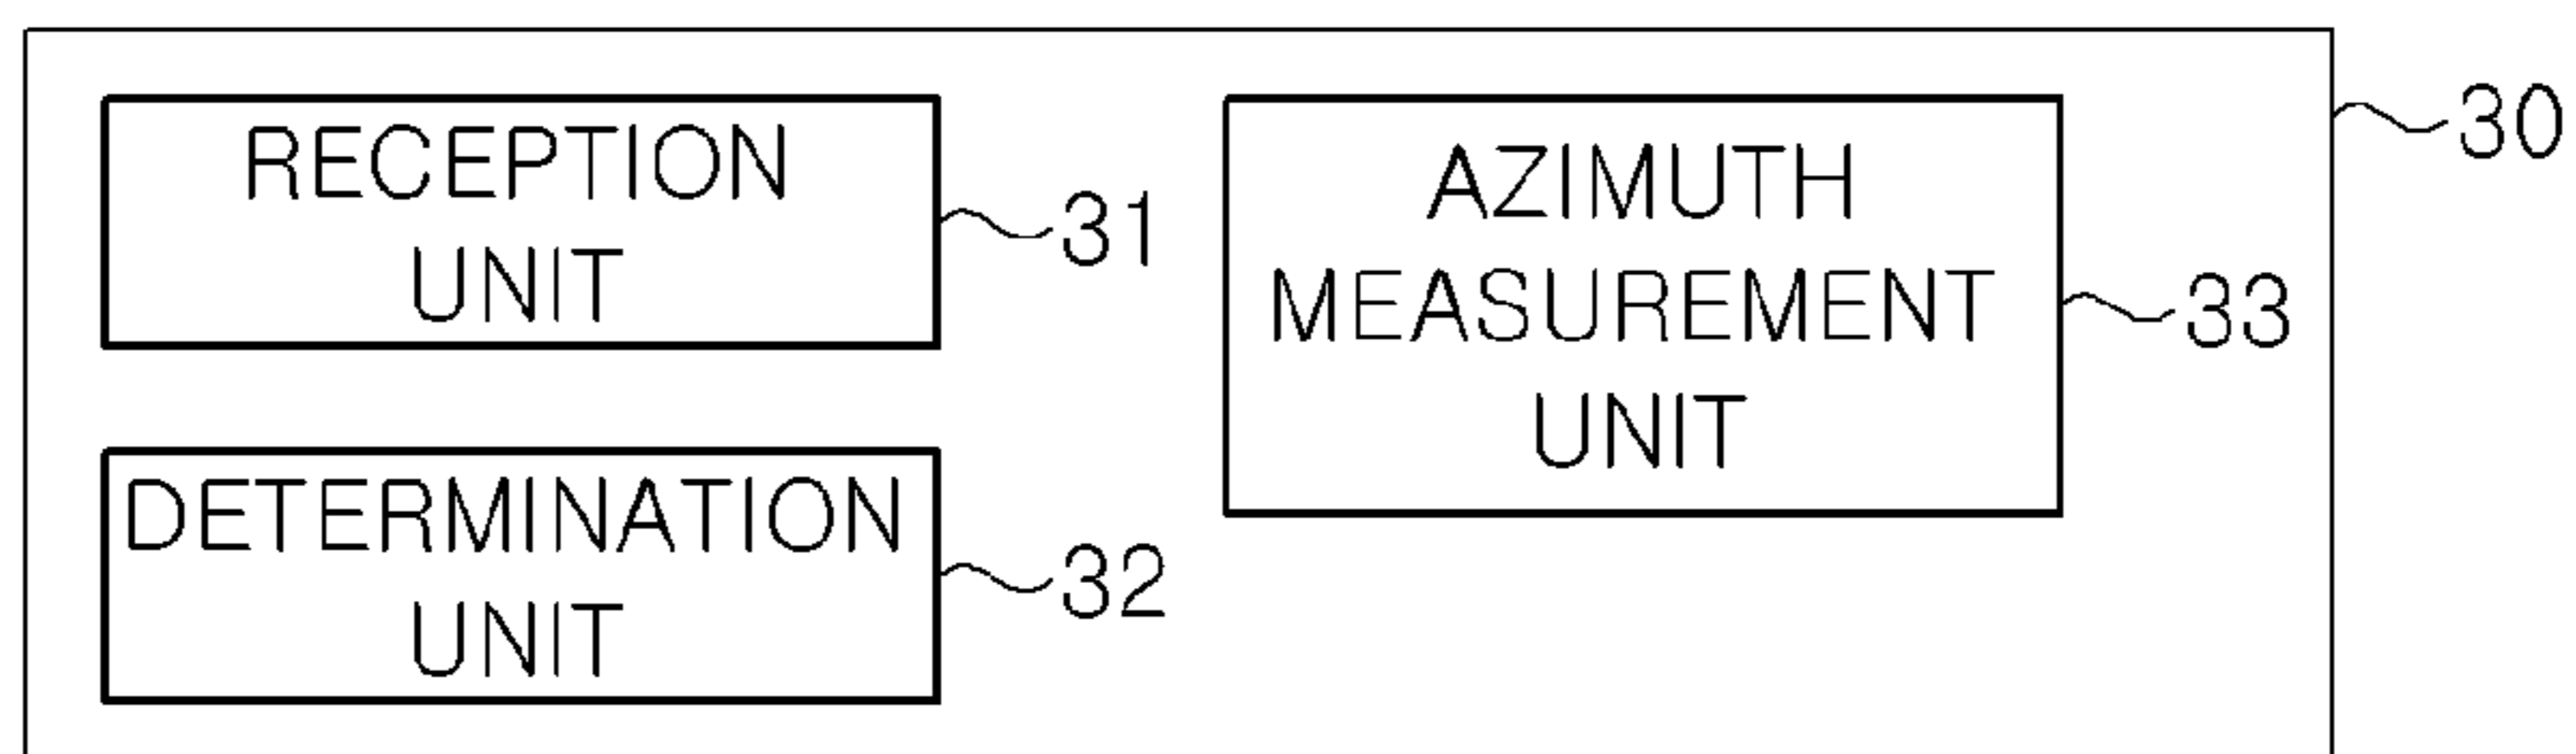 RECEPTION
UNIT
31
DETERMINATION
UNIT
32
AZIMUTH
MEASUREMENT
UNIT
33
30